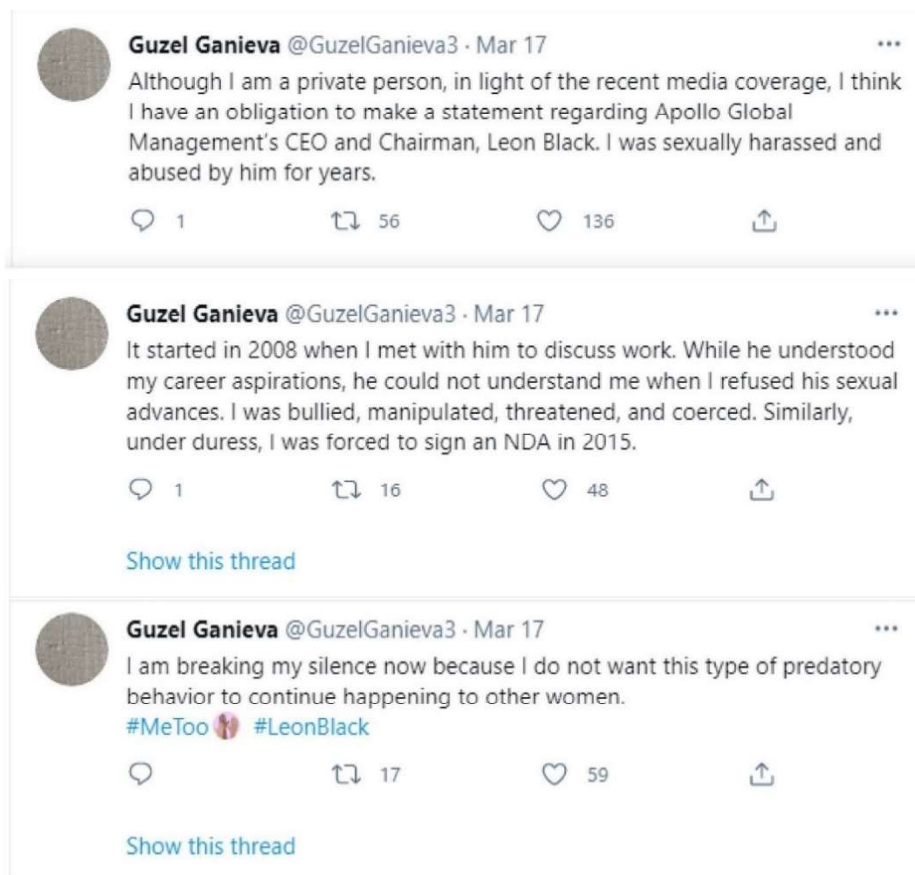 Guzel Ganieva @GuzelGanieva3 · Mar 17
Although I am a private person, in light of the recent media coverage, I think
I have an obligation to make a statement regarding Apollo Global
Management's CEO and Chairman, Leon Black. I was sexually harassed and
abused by him for years.
1 56 136
Guzel Ganieva @GuzelGanieva3 · Mar 17
It started in 2008 when I met with him to discuss work. While he understood
my career aspirations, he could not understand me when I refused his sexual
advances. I was bullied, manipulated, threatened, and coerced. Similarly,
under duress, I was forced to sign an NDA in 2015.
1 16 48
Show this thread
Guzel Ganieva @GuzelGanieva3 · Mar 17
I am breaking my silence now because I do not want this type of predatory
behavior to continue happening to other women.
#MeToo #LeonBlack
17 59
Show this thread